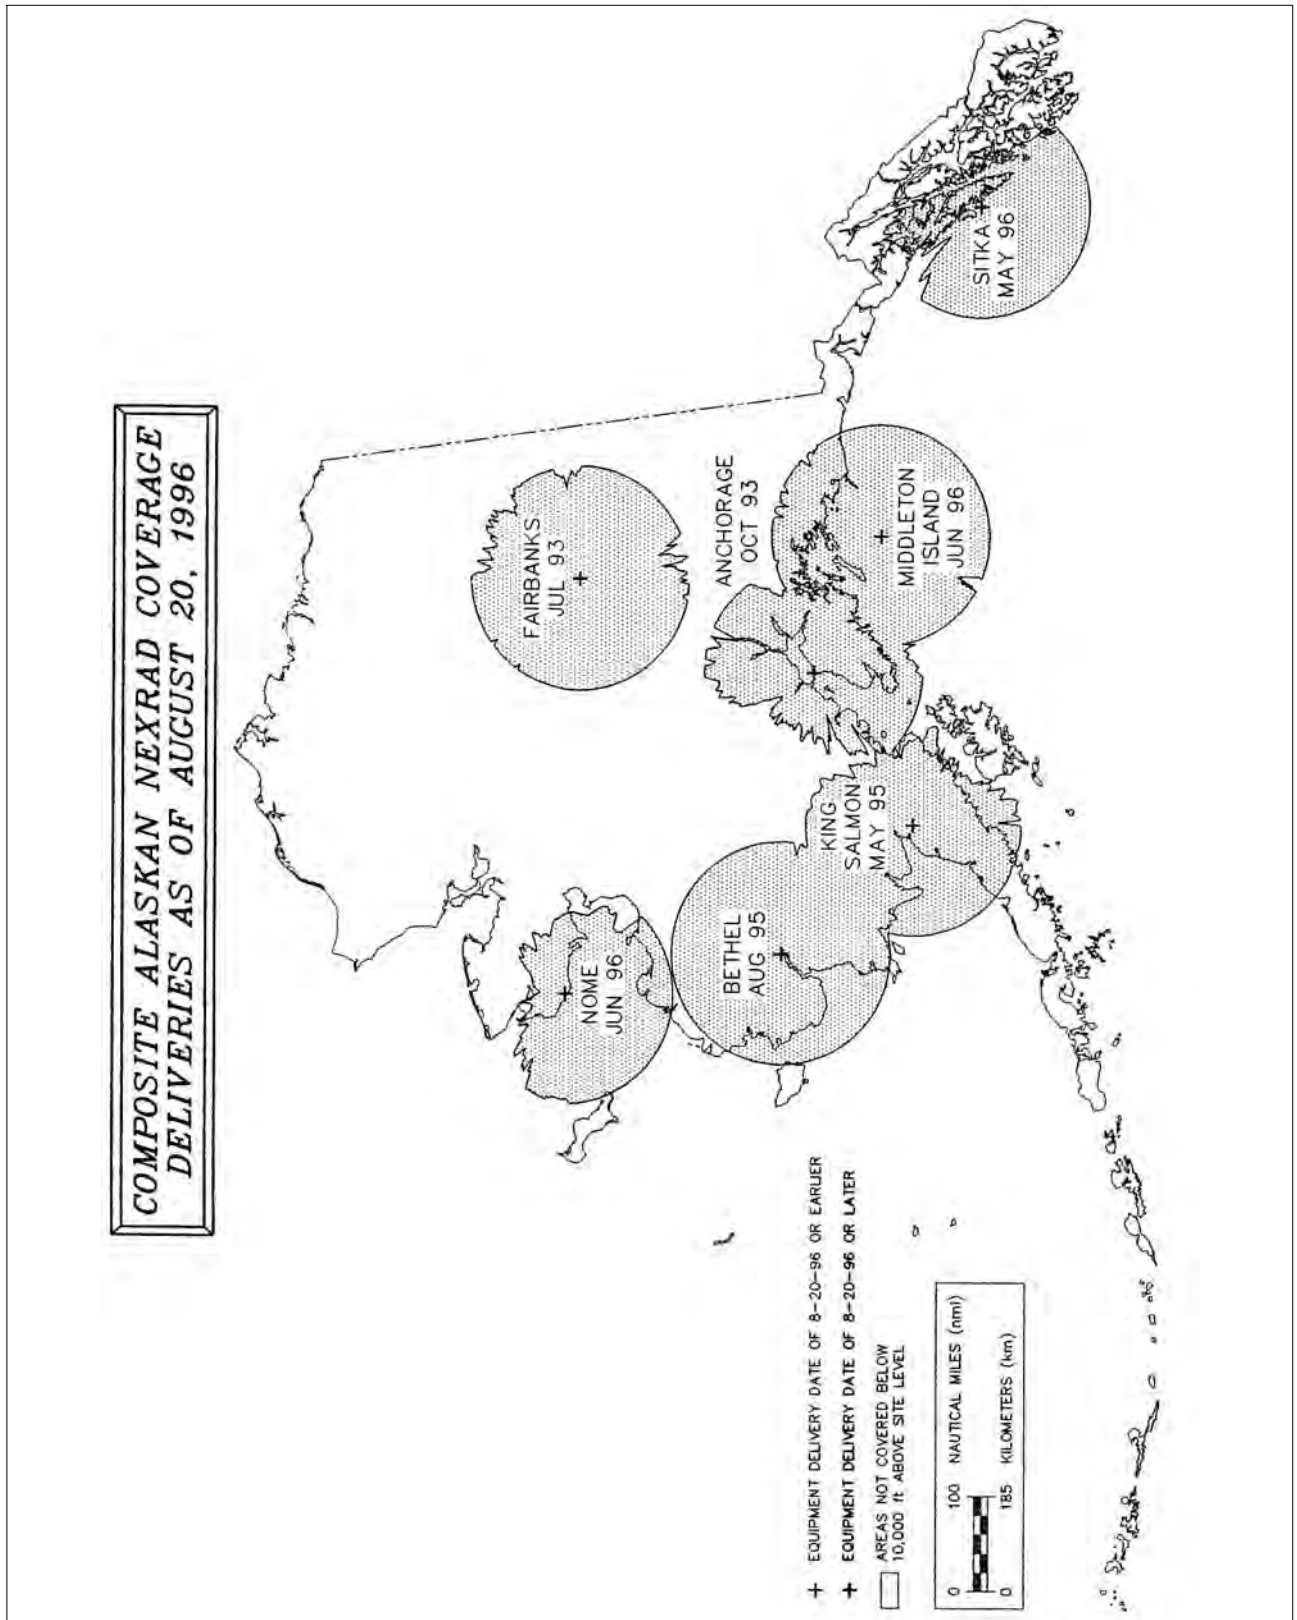 COMPOSITE ALASKAN NEXRAD COVERAGE
DELIVERIES AS OF AUGUST 20, 1996
NOME
JUN 96
BETHEL
AUG 95
KING
SALMON
MAY 95
FAIRBANKS
JUL 93
ANCHORAGE
OCT 93
MIDDLETON
ISLAND
JUN 96
SITKA
MAY 96
EQUIPMENT DELIVERY DATE OF 8-20-96 OR EARLIER
EQUIPMENT DELIVERY DATE OF 8-20-96 OR LATER
AREAS NOT COVERED BELOW
10,000 ft ABOVE SITE LEVEL
0 100 NAUTICAL MILES (nmi)
0 185 KILOMETERS (km)